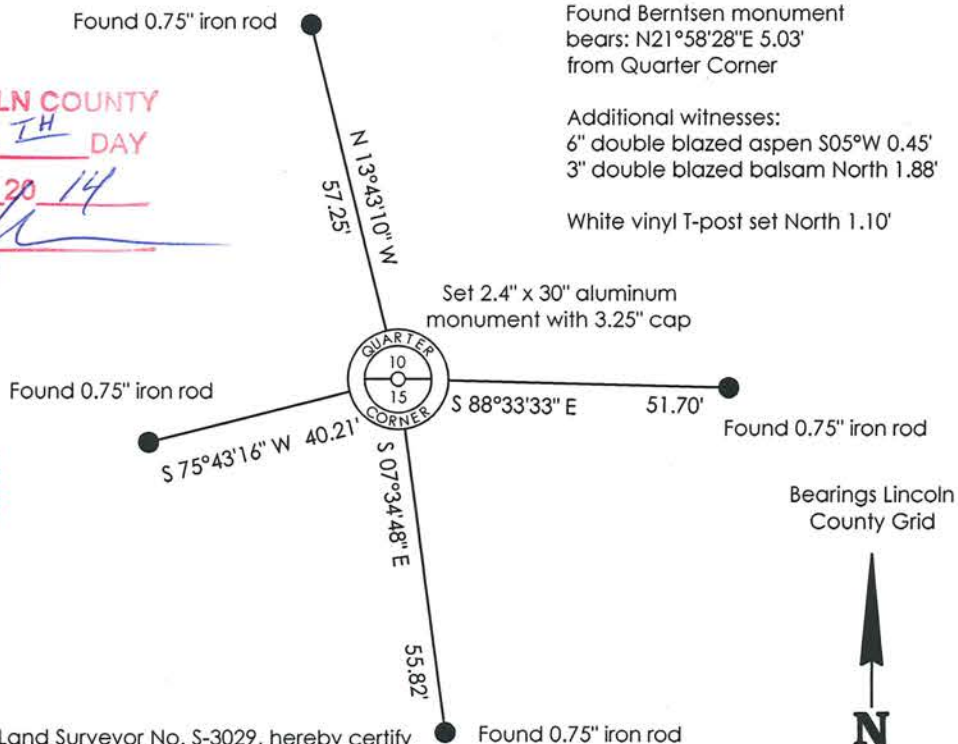 Found 0.75" iron rod
Found Berntsen monument
bears: N21°58'28"E 5.03'
from Quarter Corner
LN COUNTY
TH DAY
20 14
Additional witnesses:
6" double blazed aspen S05°W 0.45'
3" double blazed balsam North 1.88'
White vinyl T-post set North 1.10'
N 13°43'10" W
57.25'
Set 2.4" x 30" aluminum
monument with 3.25" cap
QUARTER
10
15
CORNER
Found 0.75" iron rod
S 75°43'16" W 40.21'
S 88°33'33" E 51.70'
Found 0.75" iron rod
S 07°34'48" E
55.82'
Bearings Lincoln
County Grid
N
Land Surveyor No. S-3029, hereby certify
Found 0.75" iron rod